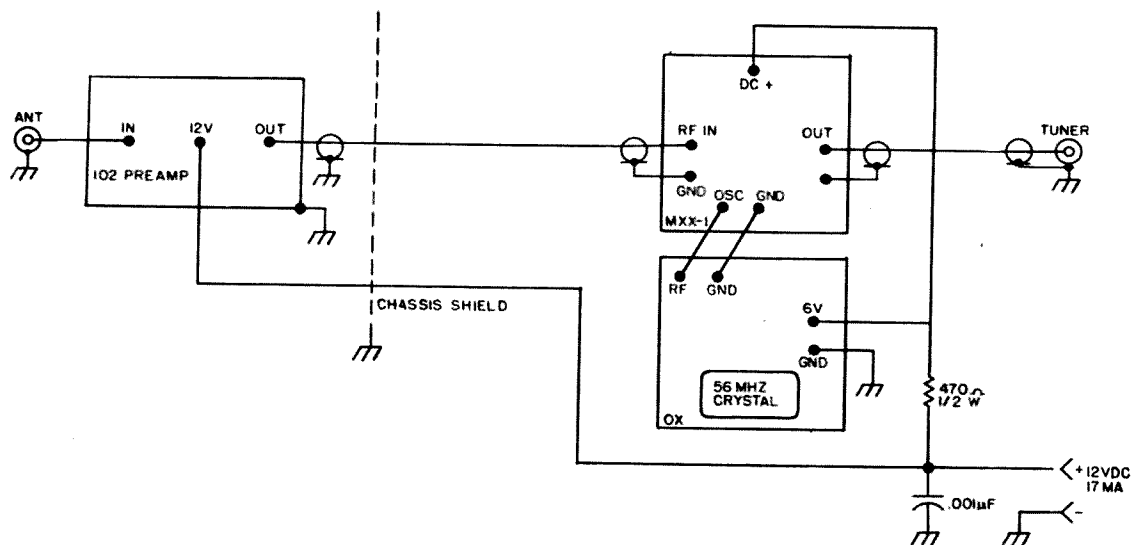 ANT
IN
12V
OUT
102 PREAMP
CHASSIS SHIELD
DC +
RF IN
OUT
GND
OSC
GND
MXX-1
TUNER
RF
GND
6V
GND
56 MHZ
CRYSTAL
OX
470Ω
1/2 W
+ 12VDC
17 MA
.001µF
-